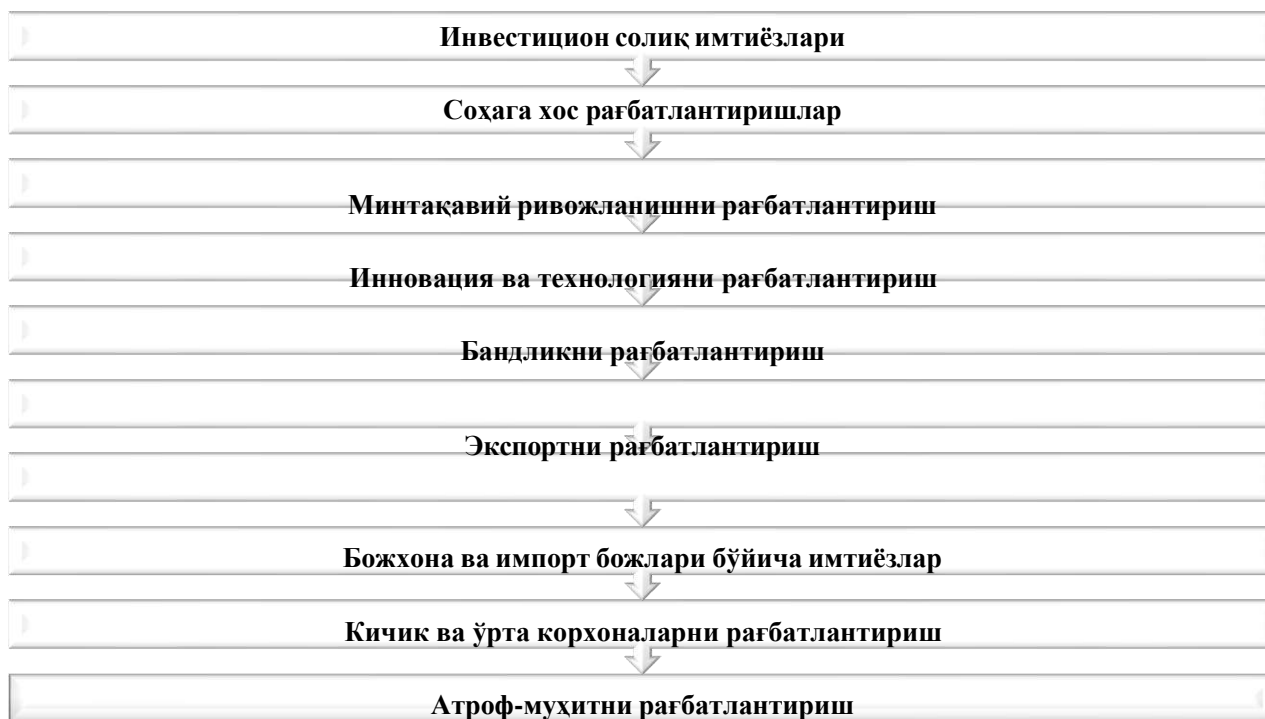 Инвестицион солиқ имтиёзлари
Соҳага хос рағбатлантиришлар
Минтақавий ривожланишни рағбатлантириш
Инновация ва технологияни рағбатлантириш
Бандликни рағбатлантириш
Экспортни рағбатлантириш
Божхона ва импорт божлари бўйича имтиёзлар
Кичик ва ўрта корхоналарни рағбатлантириш
Атроф-муҳитни рағбатлантириш